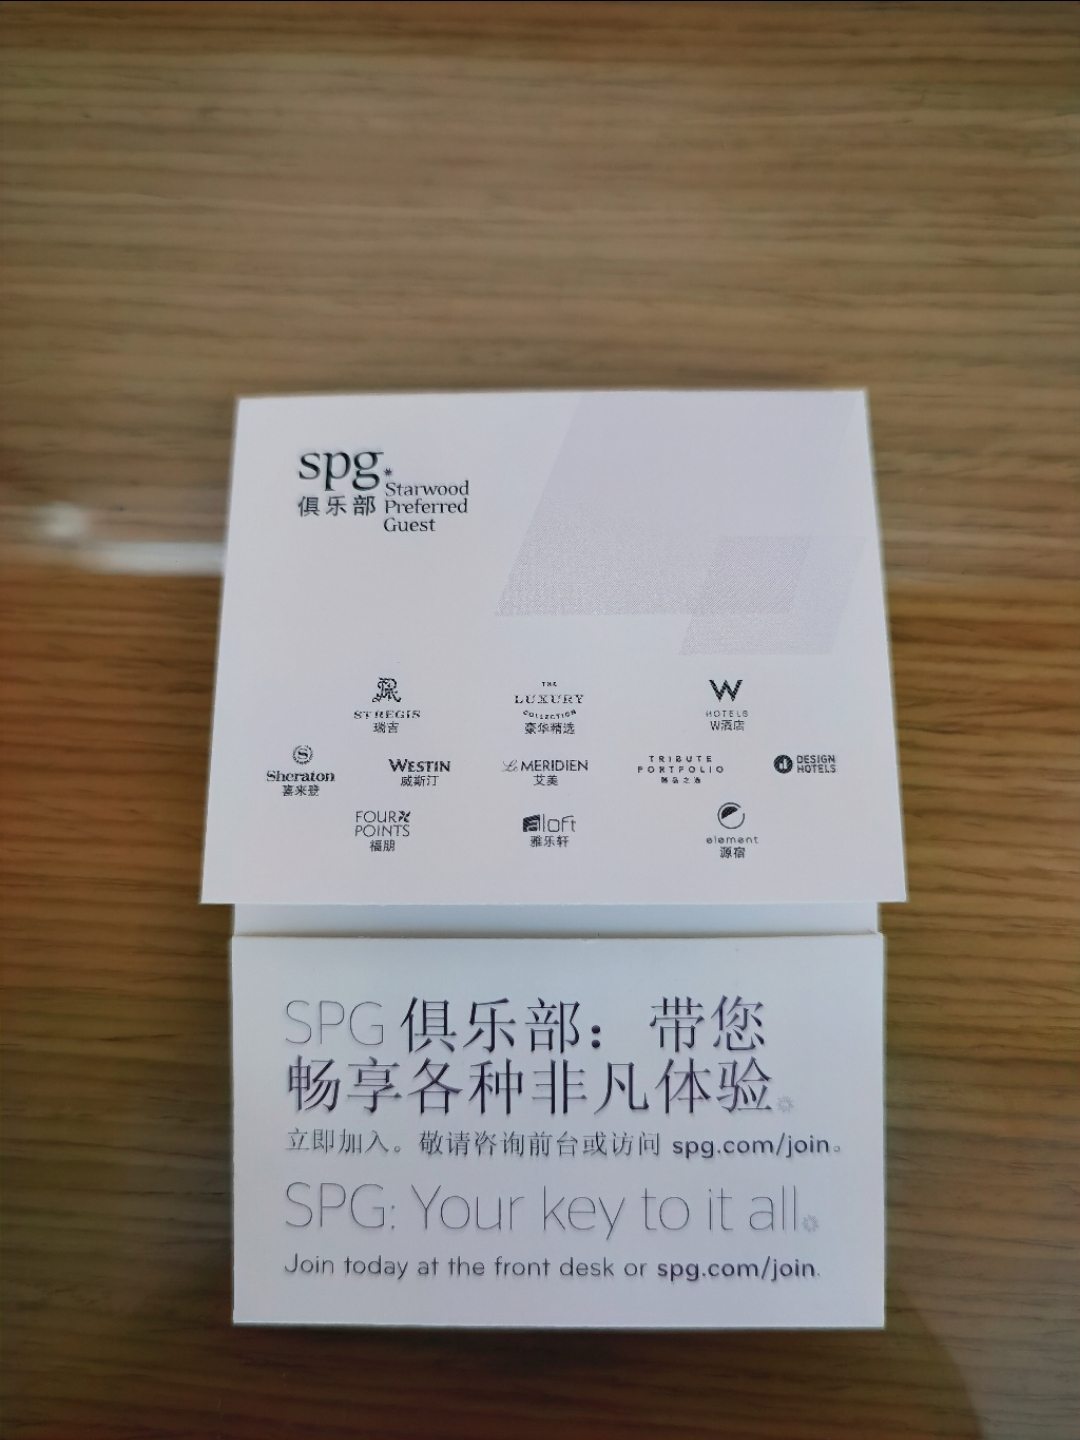 spg
俱乐部
Starwood
Preferred
Guest
ST REGIS
瑞吉
THE
LUXURY
COLLECTION
豪华精选
W
HOTELS
W酒店
Sheraton
喜来登
WESTIN
威斯汀
Le MERIDIEN
艾美
TRIBUTE
PORTFOLIO
臻品之选
DESIGN
HOTELS
FOUR
POINTS
福朋
aloft
雅乐轩
element
源宿
SPG 俱乐部：带您
畅享各种非凡体验
立即加入。敬请咨询前台或访问 spg.com/join。
SPG: Your key to it all
Join today at the front desk or spg.com/join.